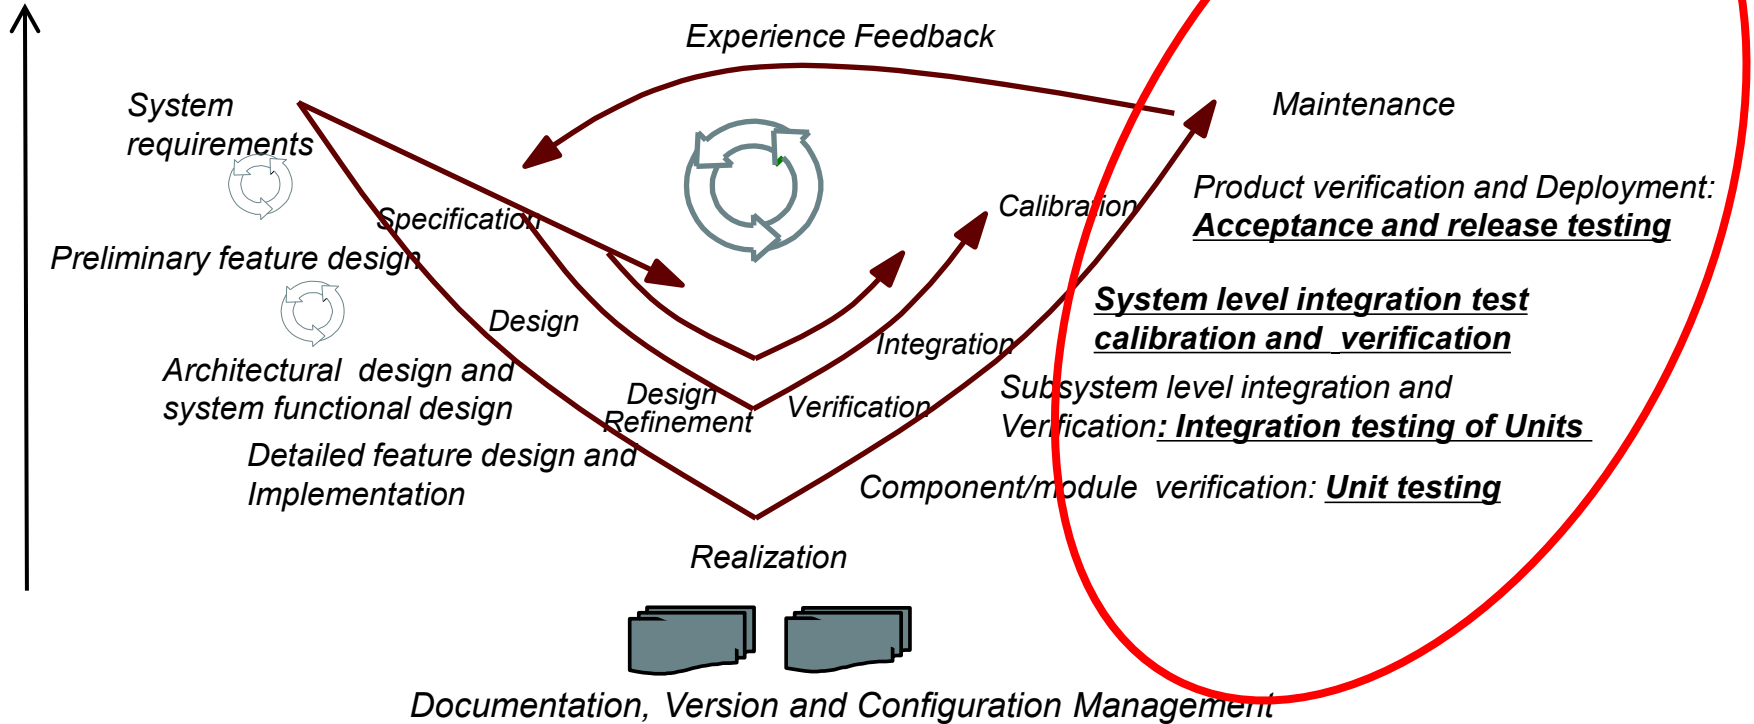 Experience Feedback
System
requirements
Maintenance
Specification
Calibration
Product verification and Deployment:
Acceptance and release testing
Preliminary feature design
Design
System level integration test
calibration and  verification
Integration
Architectural  design and
system functional design
Design
Refinement
Verification
Subsystem level integration and
Verification: Integration testing of Units
Detailed feature design and
Implementation
Component/module  verification: Unit testing
Realization
Documentation, Version and Configuration Management